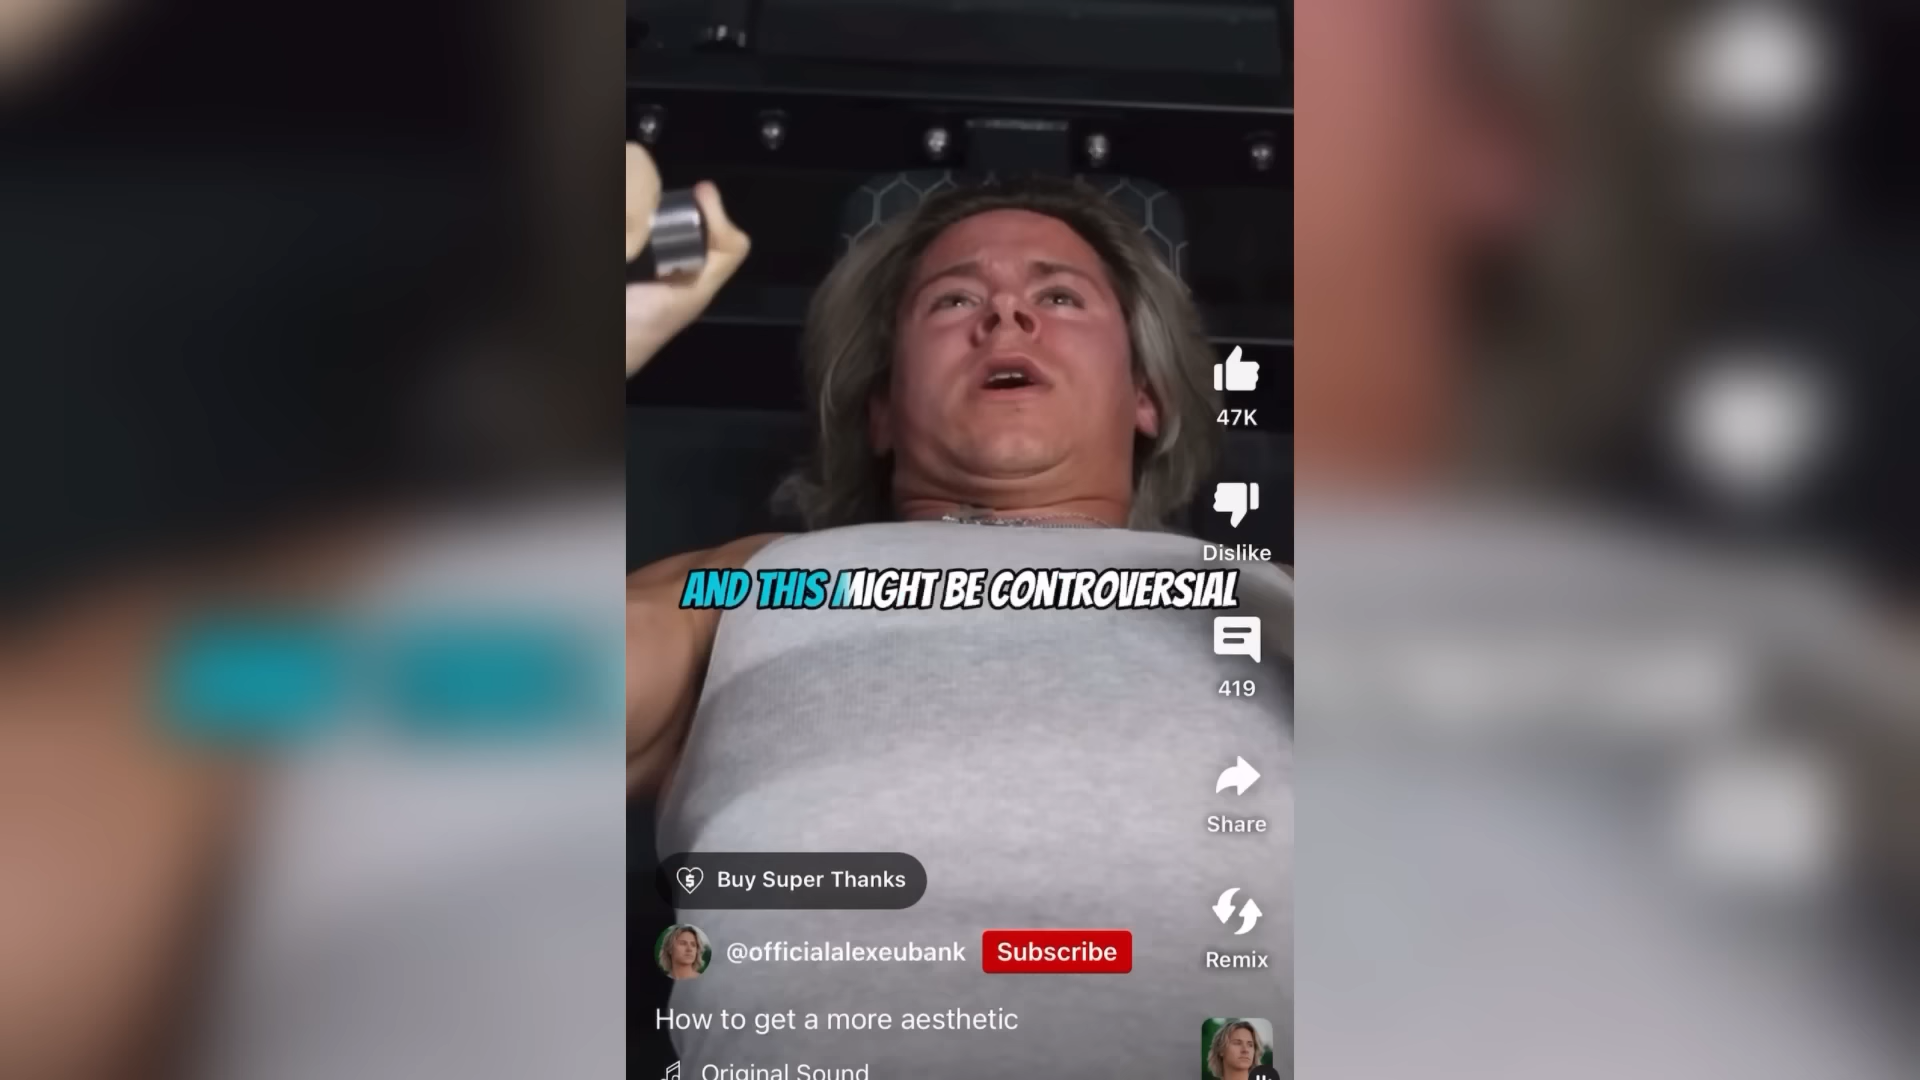 47K
Dislike
AND THIS MIGHT BE CONTROVERSIAL
419
Share
Buy Super Thanks
@officialalexeubank Subscribe
Remix
How to get a more aesthetic
Original Sound